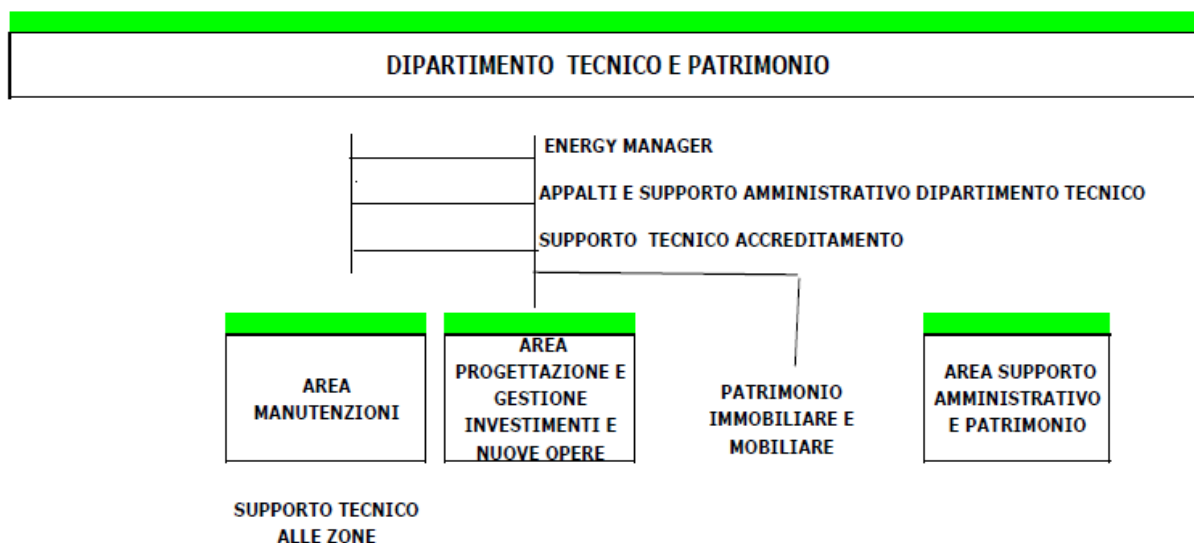 DIPARTIMENTO TECNICO E PATRIMONIO
ENERGY MANAGER
APPALTI E SUPPORTO AMMINISTRATIVO DIPARTIMENTO TECNICO
SUPPORTO TECNICO ACCREDITAMENTO
AREA
MANUTENZIONI
AREA
PROGETTAZIONE E
GESTIONE
INVESTIMENTI E
NUOVE OPERE
PATRIMONIO
IMMOBILIARE E
MOBILIARE
AREA SUPPORTO
AMMINISTRATIVO
E PATRIMONIO
SUPPORTO TECNICO
ALLE ZONE